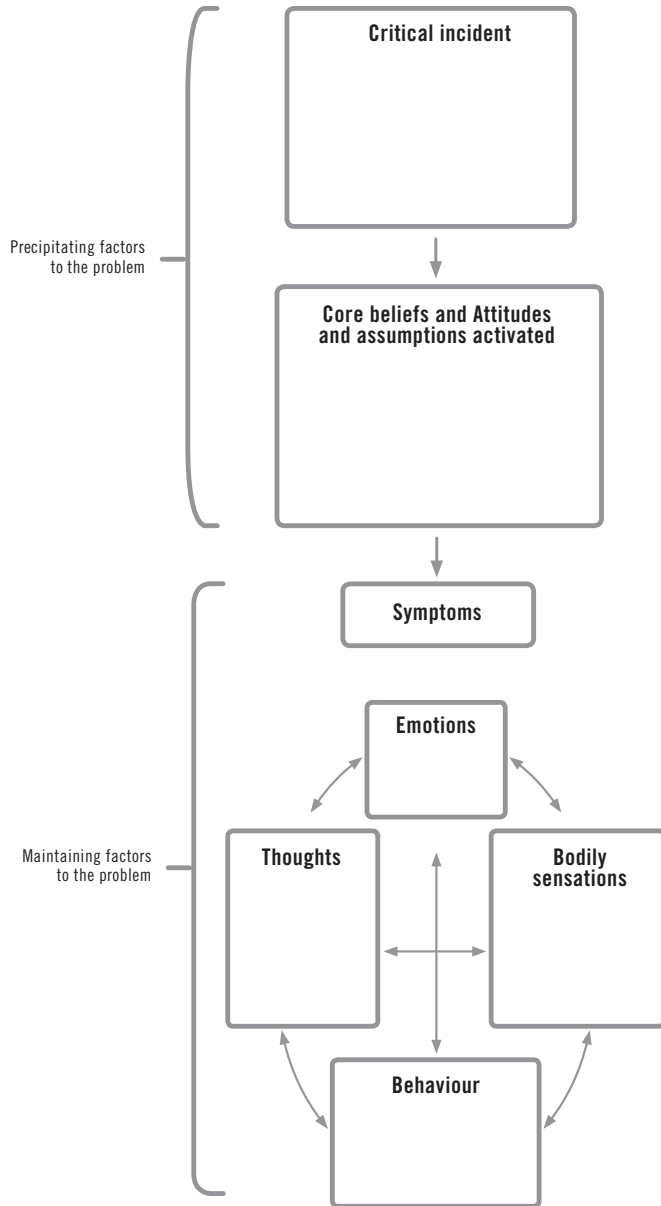 Critical incident
Precipitating factors
to the problem
Core beliefs and Attitudes
and assumptions activated
Symptoms
Emotions
Maintaining factors
to the problem
Thoughts
Bodily
sensations
Behaviour